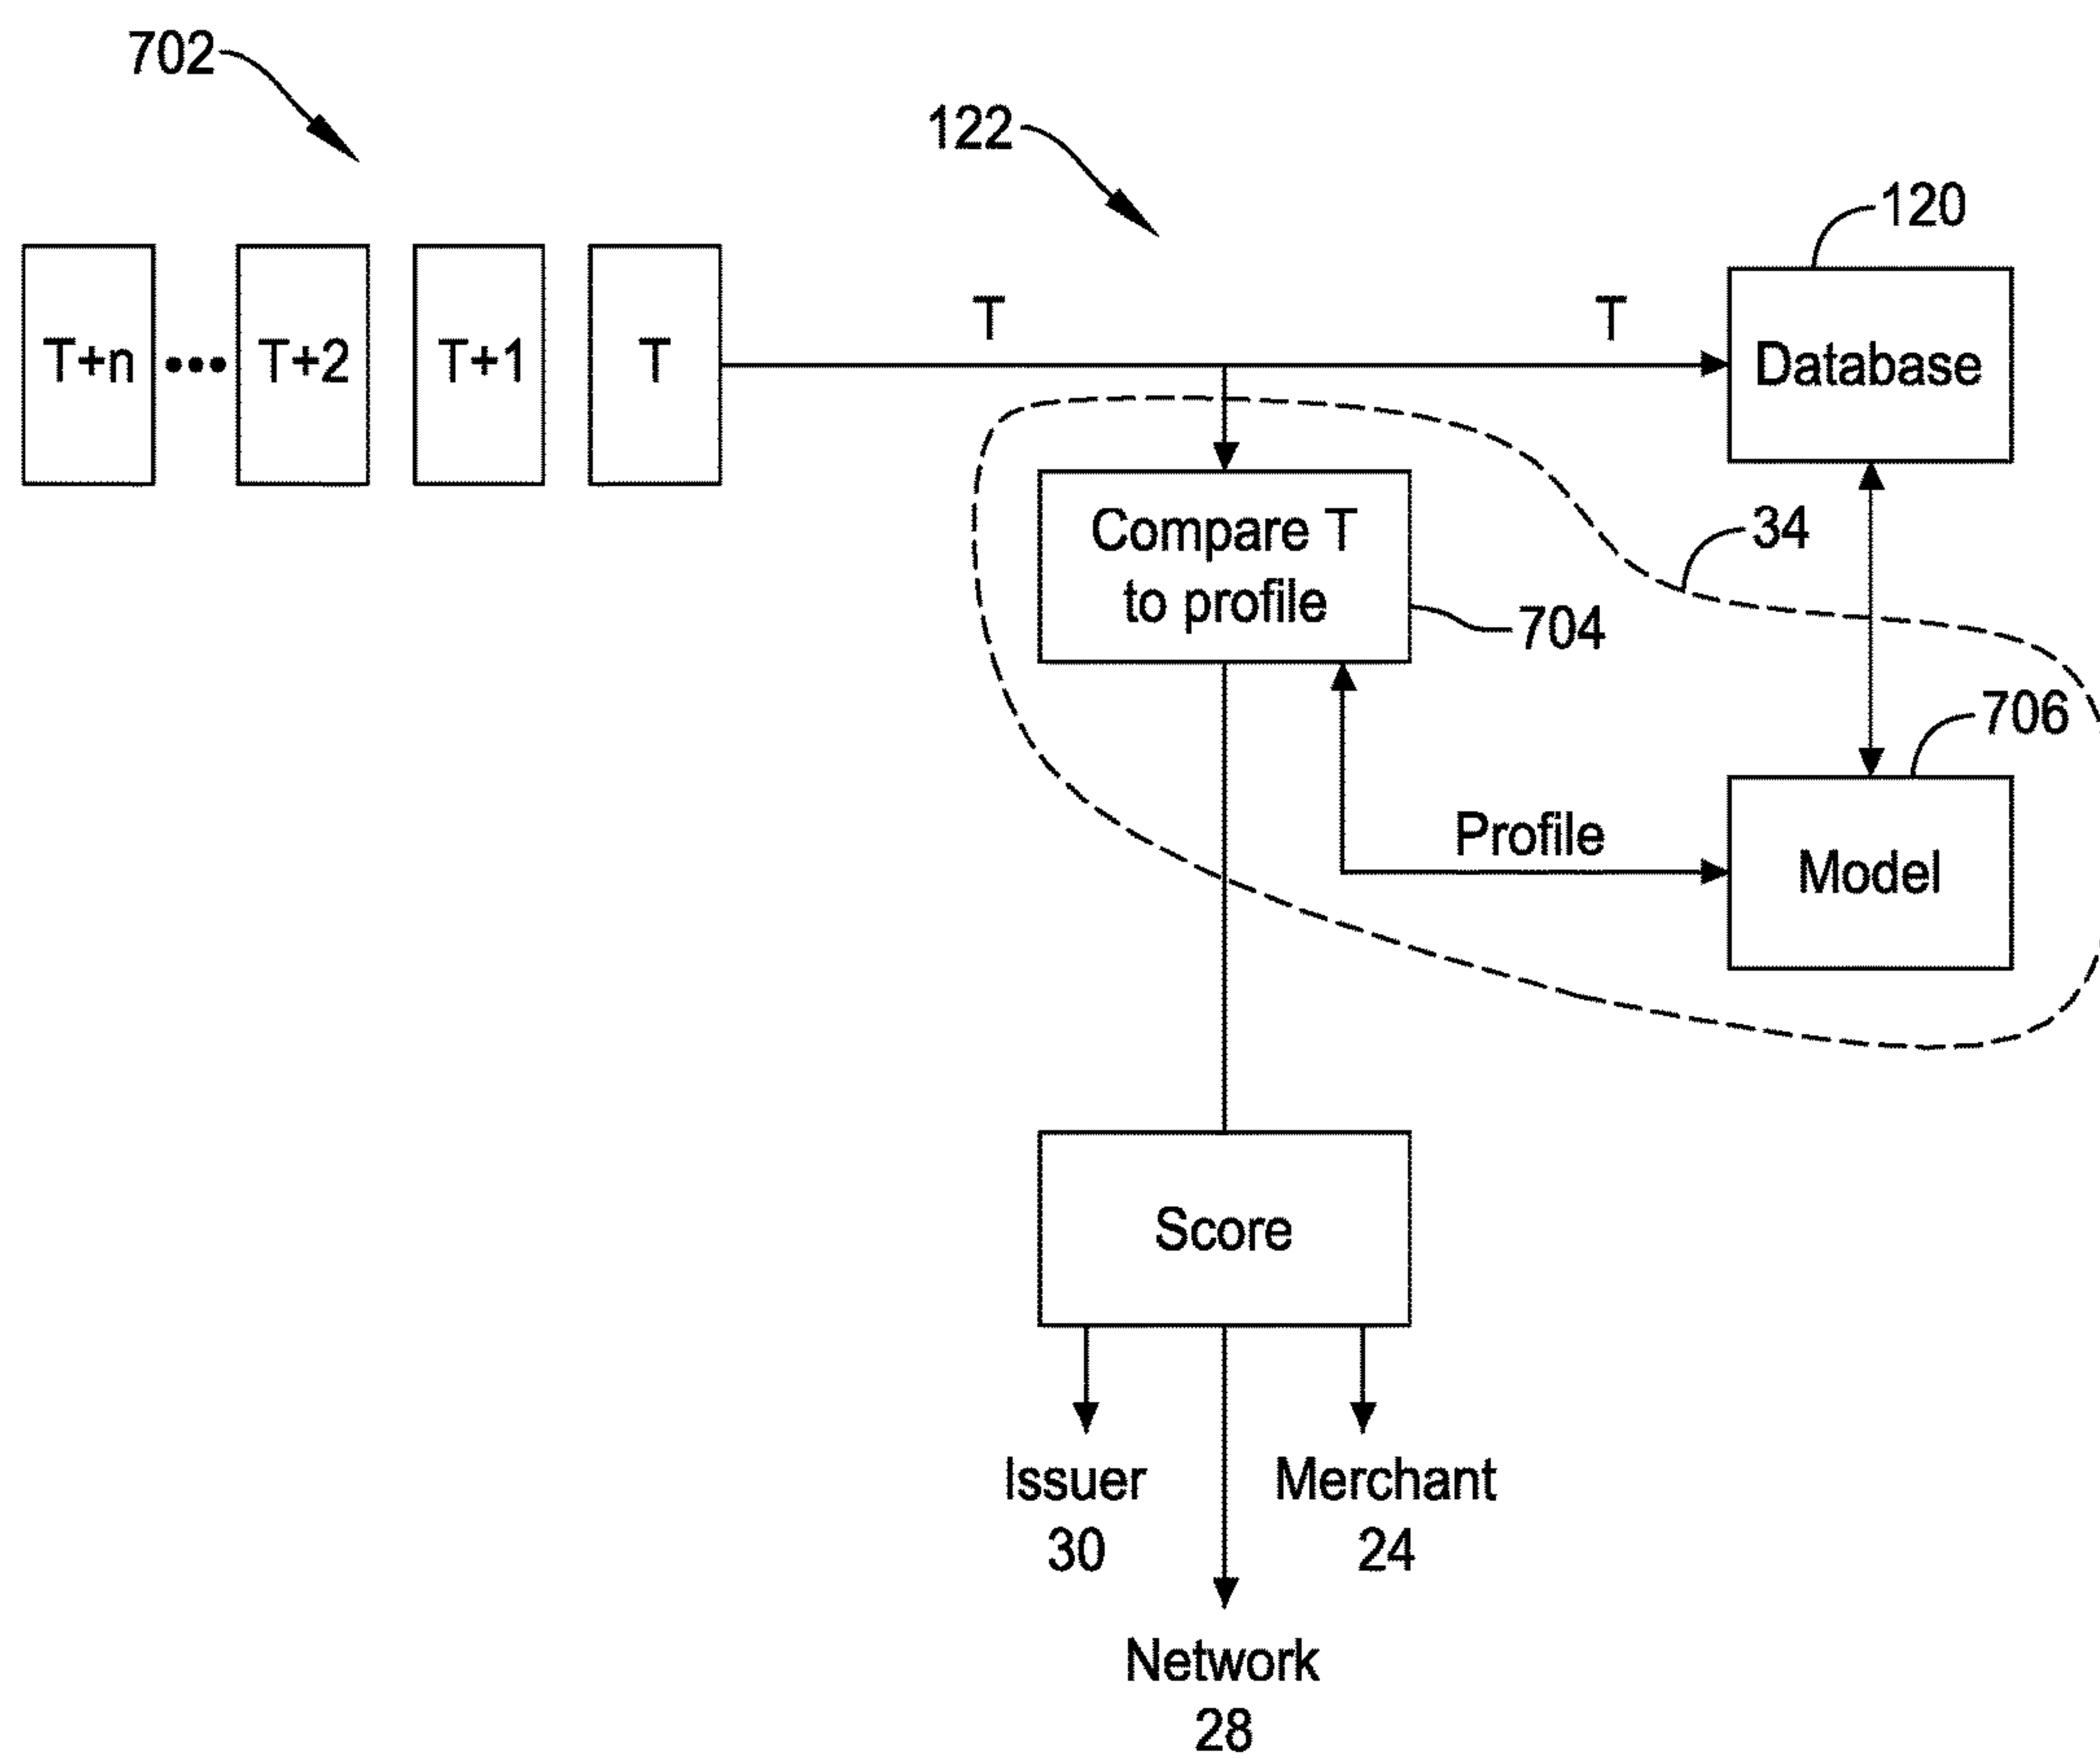 702
122
120
T
T
T+n
•••
T+2
T+1
T
Database
Compare T
to profile
34
704
706
Profile
Model
Score
Issuer
30
Merchant
24
Network
28